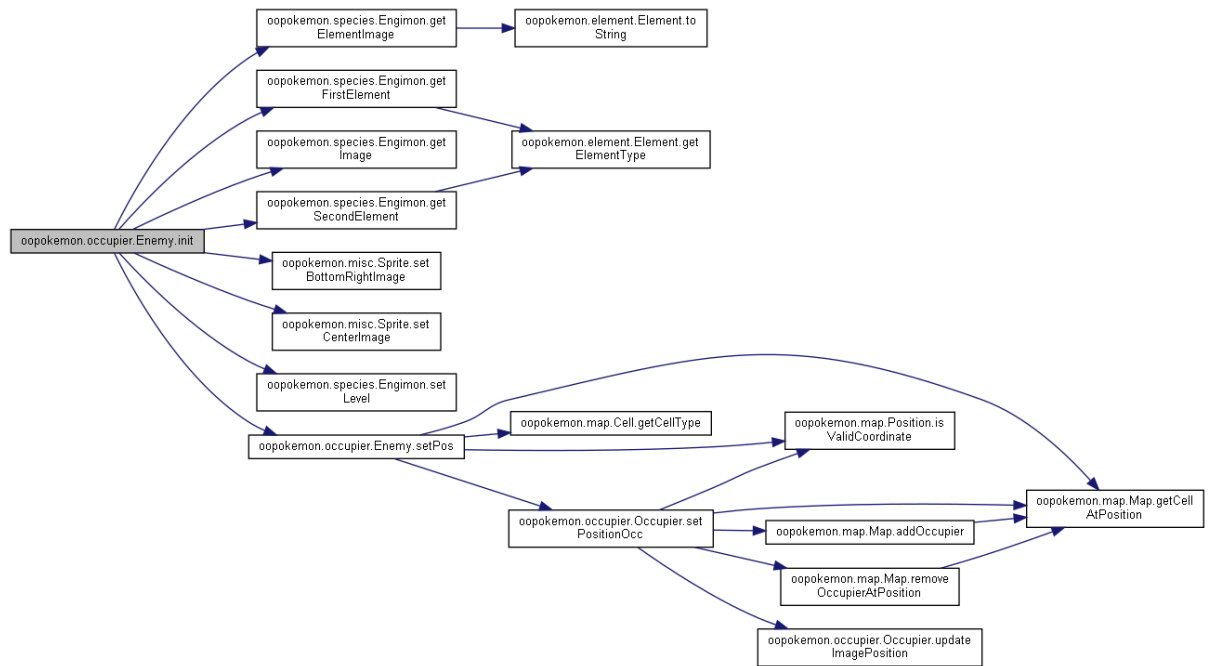 oopokemon.species.Engimon.get
ElementImage
oopokemon.element.Element.to
String
oopokemon.species.Engimon.get
FirstElement
oopokemon.species.Engimon.get
Image
oopokemon.element.Element.get
ElementType
oopokemon.species.Engimon.get
SecondElement
oopokemon.occupier.Enemy.init
oopokemon.misc.Sprite.set
BottomRightImage
oopokemon.misc.Sprite.set
CenterImage
oopokemon.species.Engimon.set
Level
oopokemon.occupier.Enemy.setPos
oopokemon.map.Cell.getCellType
oopokemon.map.Position.is
ValidCoordinate
oopokemon.map.Map.getCell
AtPosition
oopokemon.occupier.Occupier.set
PositionOcc
oopokemon.map.Map.addOccupier
oopokemon.map.Map.remove
OccupierAtPosition
oopokemon.occupier.Occupier.update
ImagePosition